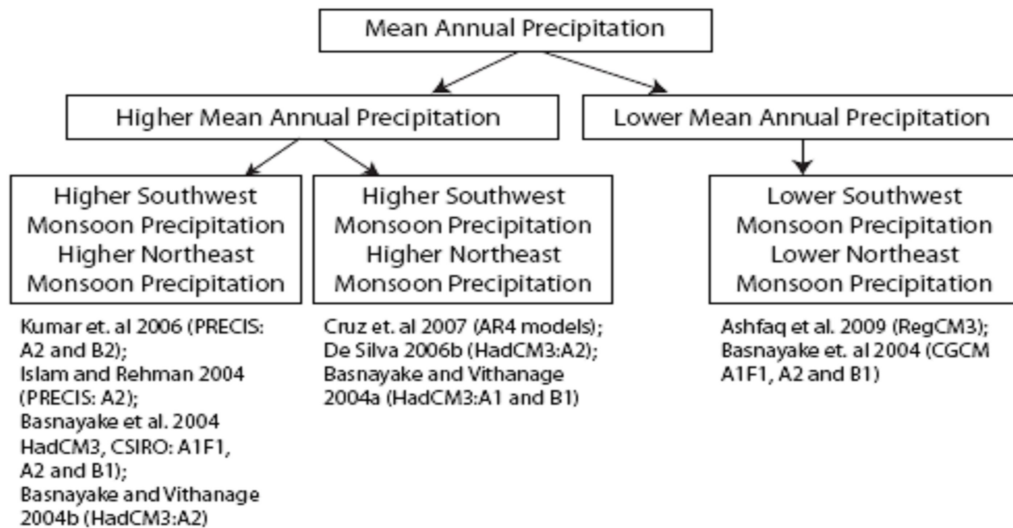 Mean Annual Precipitation
Higher Mean Annual Precipitation
Lower Mean Annual Precipitation
Higher Southwest
Monsoon Precipitation
Higher Northeast
Monsoon Precipitation
Higher Southwest
Monsoon Precipitation
Higher Northeast
Monsoon Precipitation
Lower Southwest
Monsoon Precipitation
Lower Northeast
Monsoon Precipitation
Kumar et. al 2006 (PRECIS:
A2 and B2);
Islam and Rehman 2004
(PRECIS: A2);
Basnayake et al. 2004
HadCM3, CSIRO: A1F1,
A2 and B1);
Basnayake and Vithanage
2004b (HadCM3:A2)
Cruz et. al 2007 (AR4 models);
De Silva 2006b (HadCM3:A2);
Basnayake and Vithanage
2004a (HadCM3:A1 and B1)
Ashfaq et al. 2009 (RegCM3);
Basnayake et. al 2004 (CGCM
A1F1, A2 and B1)